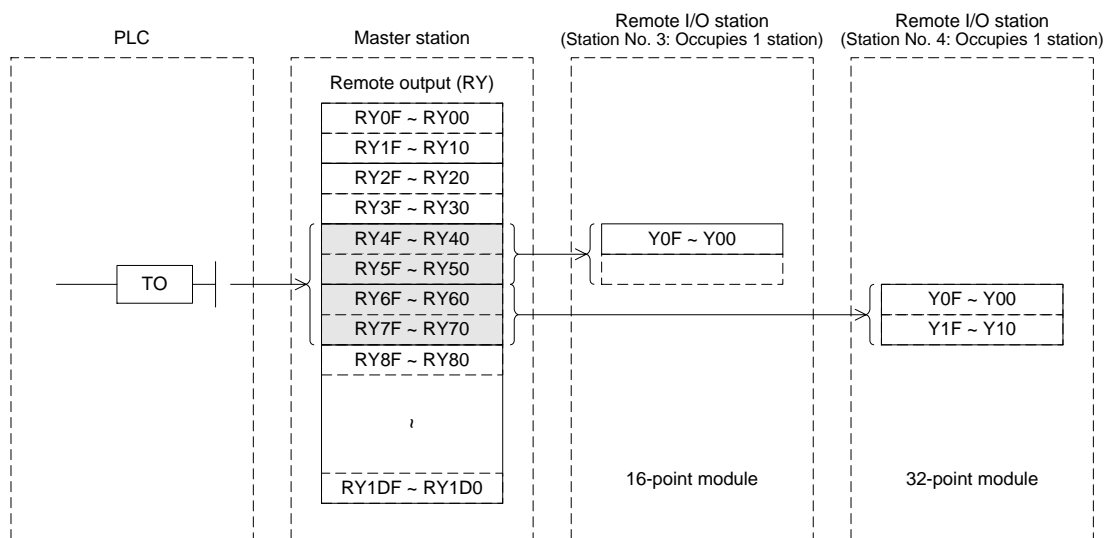 PLC
Master station
Remote I/O station
(Station No. 3: Occupies 1 station)
Remote I/O station
(Station No. 4: Occupies 1 station)
Remote output (RY)
RY0F ~ RY00
RY1F ~ RY10
RY2F ~ RY20
RY3F ~ RY30
RY4F ~ RY40
RY5F ~ RY50
RY6F ~ RY60
RY7F ~ RY70
RY8F ~ RY80
~
RY1DF ~ RY1D0
TO
Y0F ~ Y00
16-point module
Y0F ~ Y00
Y1F ~ Y10
32-point module